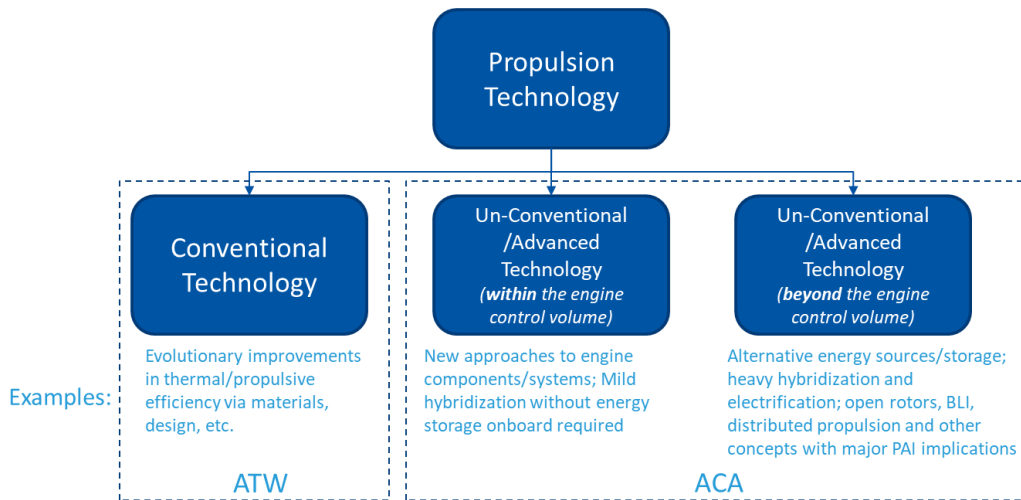 Propulsion
Technology
Conventional
Technology
Un-Conventional
/Advanced
Technology
(within the engine
control volume)
Un-Conventional
/Advanced
Technology
(beyond the engine
control volume)
Examples:
Evolutionary improvements
in thermal/propulsive
efficiency via materials,
design, etc.
New approaches to engine
components/systems; Mild
hybridization without energy
storage onboard required
Alternative energy sources/storage;
heavy hybridization and
electrification; open rotors, BLI,
distributed propulsion and other
concepts with major PAI implications
ATW
ACA